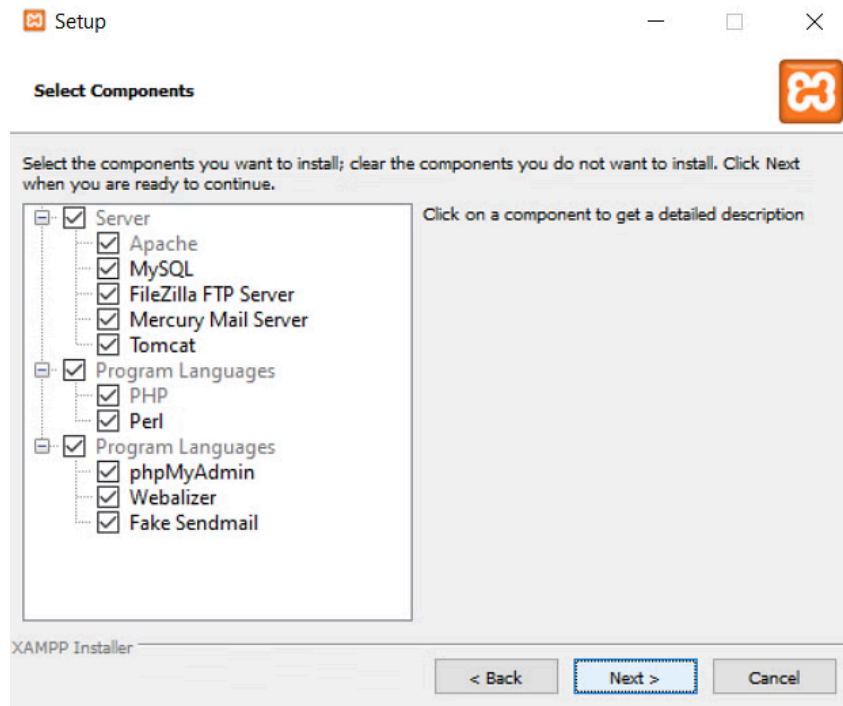 Setup
Select Components
Select the components you want to install; clear the components you do not want to install. Click Next
when you are ready to continue.
Server
Apache
MySQL
FileZilla FTP Server
Mercury Mail Server
Tomcat
Program Languages
PHP
Perl
Program Languages
phpMyAdmin
Webalizer
Fake Sendmail
Click on a component to get a detailed description
XAMPP Installer
< Back
Next >
Cancel